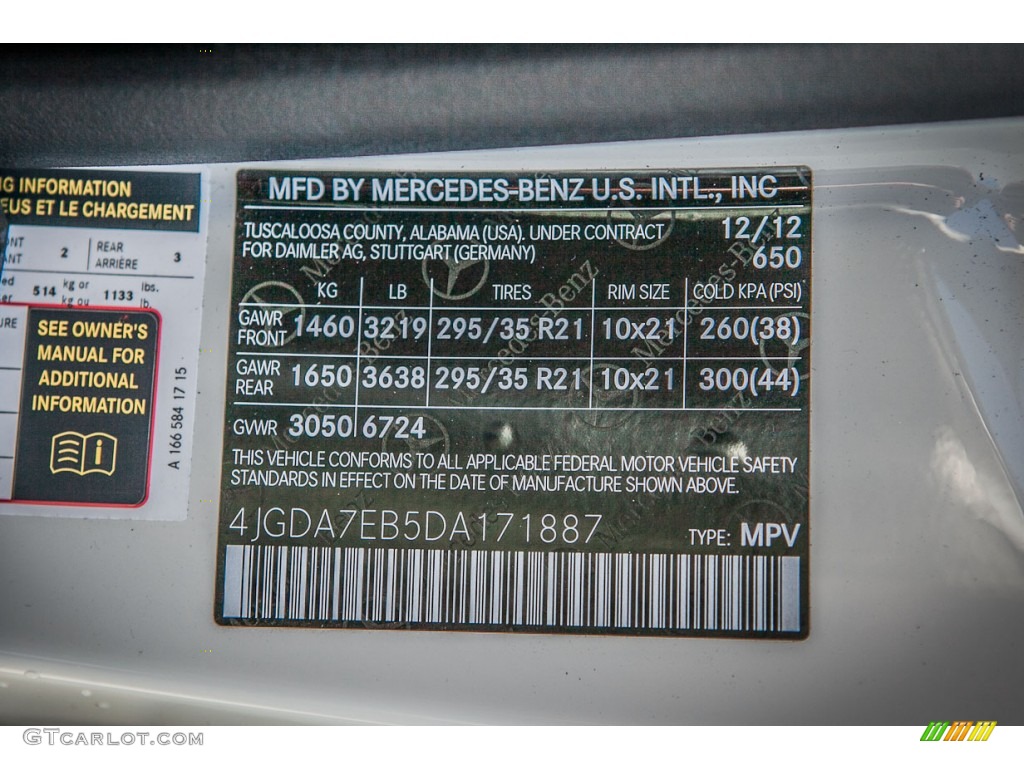 NG INFORMATION
EUS ET LE CHARGEMENT
2
REAR
ARRIÈRE
3
514
kg or
kg ou
1133
lbs.
lb.
SEE OWNER'S
MANUAL FOR
ADDITIONAL
INFORMATION
A 166 584 17 15
MFD BY MERCEDES-BENZ U.S. INTL., INC
TUSCALOOSA COUNTY, ALABAMA (USA), UNDER CONTRACT
FOR DAIMLER AG, STUTTGART (GERMANY)
12/12
650
KG LB TIRES RIM SIZE COLD KPA (PSI)
GAWR
FRONT 1460 3219 295/35 R21 10x21 260(38)
GAWR
REAR 1650 3638 295/35 R21 10x21 300(44)
GVWR 3050 6724
THIS VEHICLE CONFORMS TO ALL APPLICABLE FEDERAL MOTOR VEHICLE SAFETY
STANDARDS IN EFFECT ON THE DATE OF MANUFACTURE SHOWN ABOVE.
4JGDA7EB5DA171887
TYPE: MPV
GTCARLOT.COM